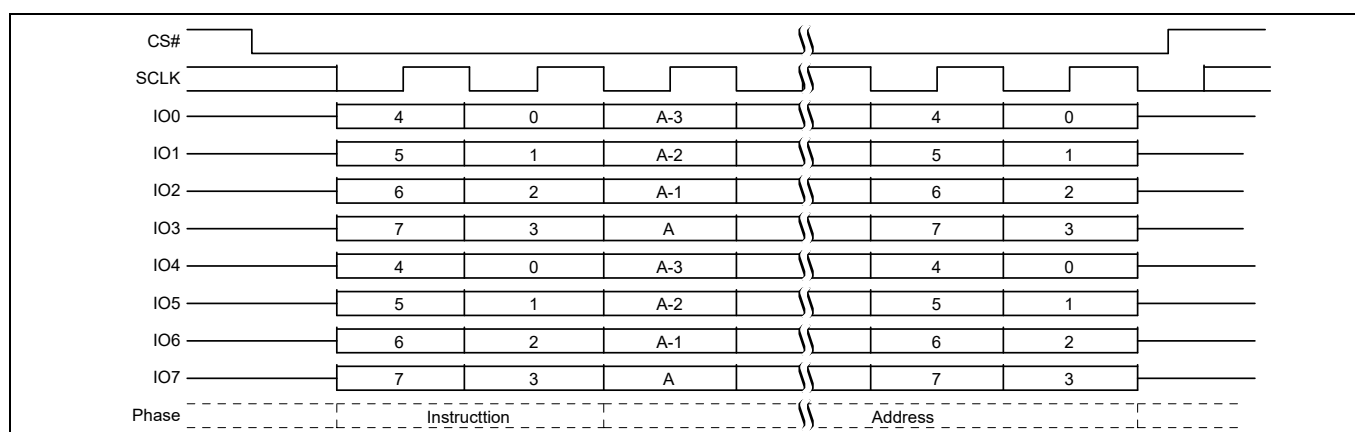 CS#
SCLK
IO0 4 0 A-3 4 0
IO1 5 1 A-2 5 1
IO2 6 2 A-1 6 2
IO3 7 3 A 7 3
IO4 4 0 A-3 4 0
IO5 5 1 A-2 5 1
IO6 6 2 A-1 6 2
IO7 7 3 A 7 3
Phase Instructtion Address